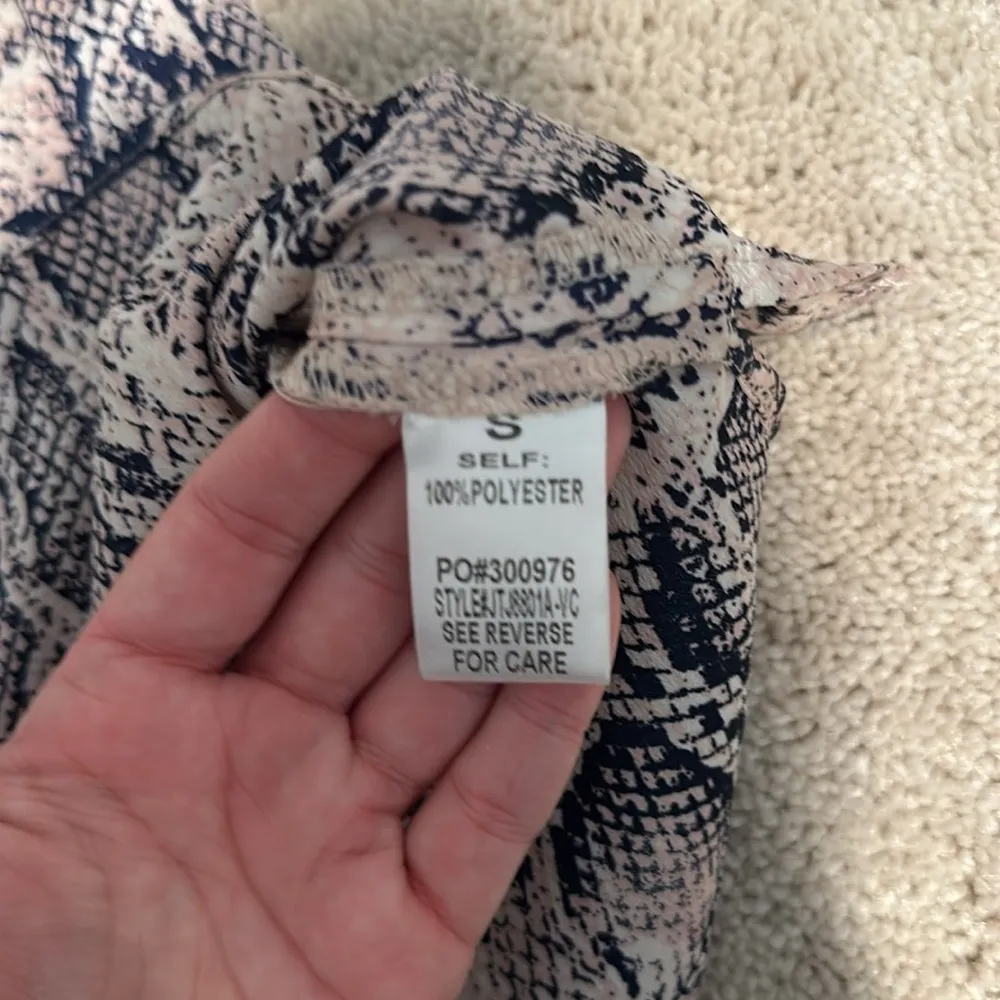 S
SELF:
100%POLYESTER
PO#300976
STYLE#JTJ8801A-VC
SEE REVERSE
FOR CARE